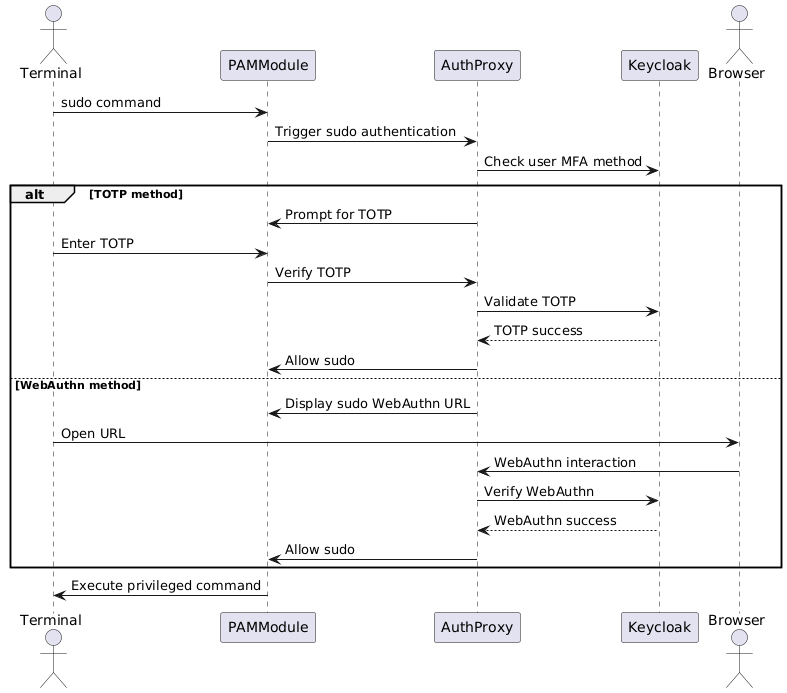 Terminal
PAMModule
AuthProxy
Keycloak
Browser
sudo command
Trigger sudo authentication
Check user MFA method
alt [TOTP method]
Prompt for TOTP
Enter TOTP
Verify TOTP
Validate TOTP
TOTP success
Allow sudo
[WebAuthn method]
Display sudo WebAuthn URL
Open URL
WebAuthn interaction
Verify WebAuthn
WebAuthn success
Allow sudo
Execute privileged command
Terminal
PAMModule
AuthProxy
Keycloak
Browser